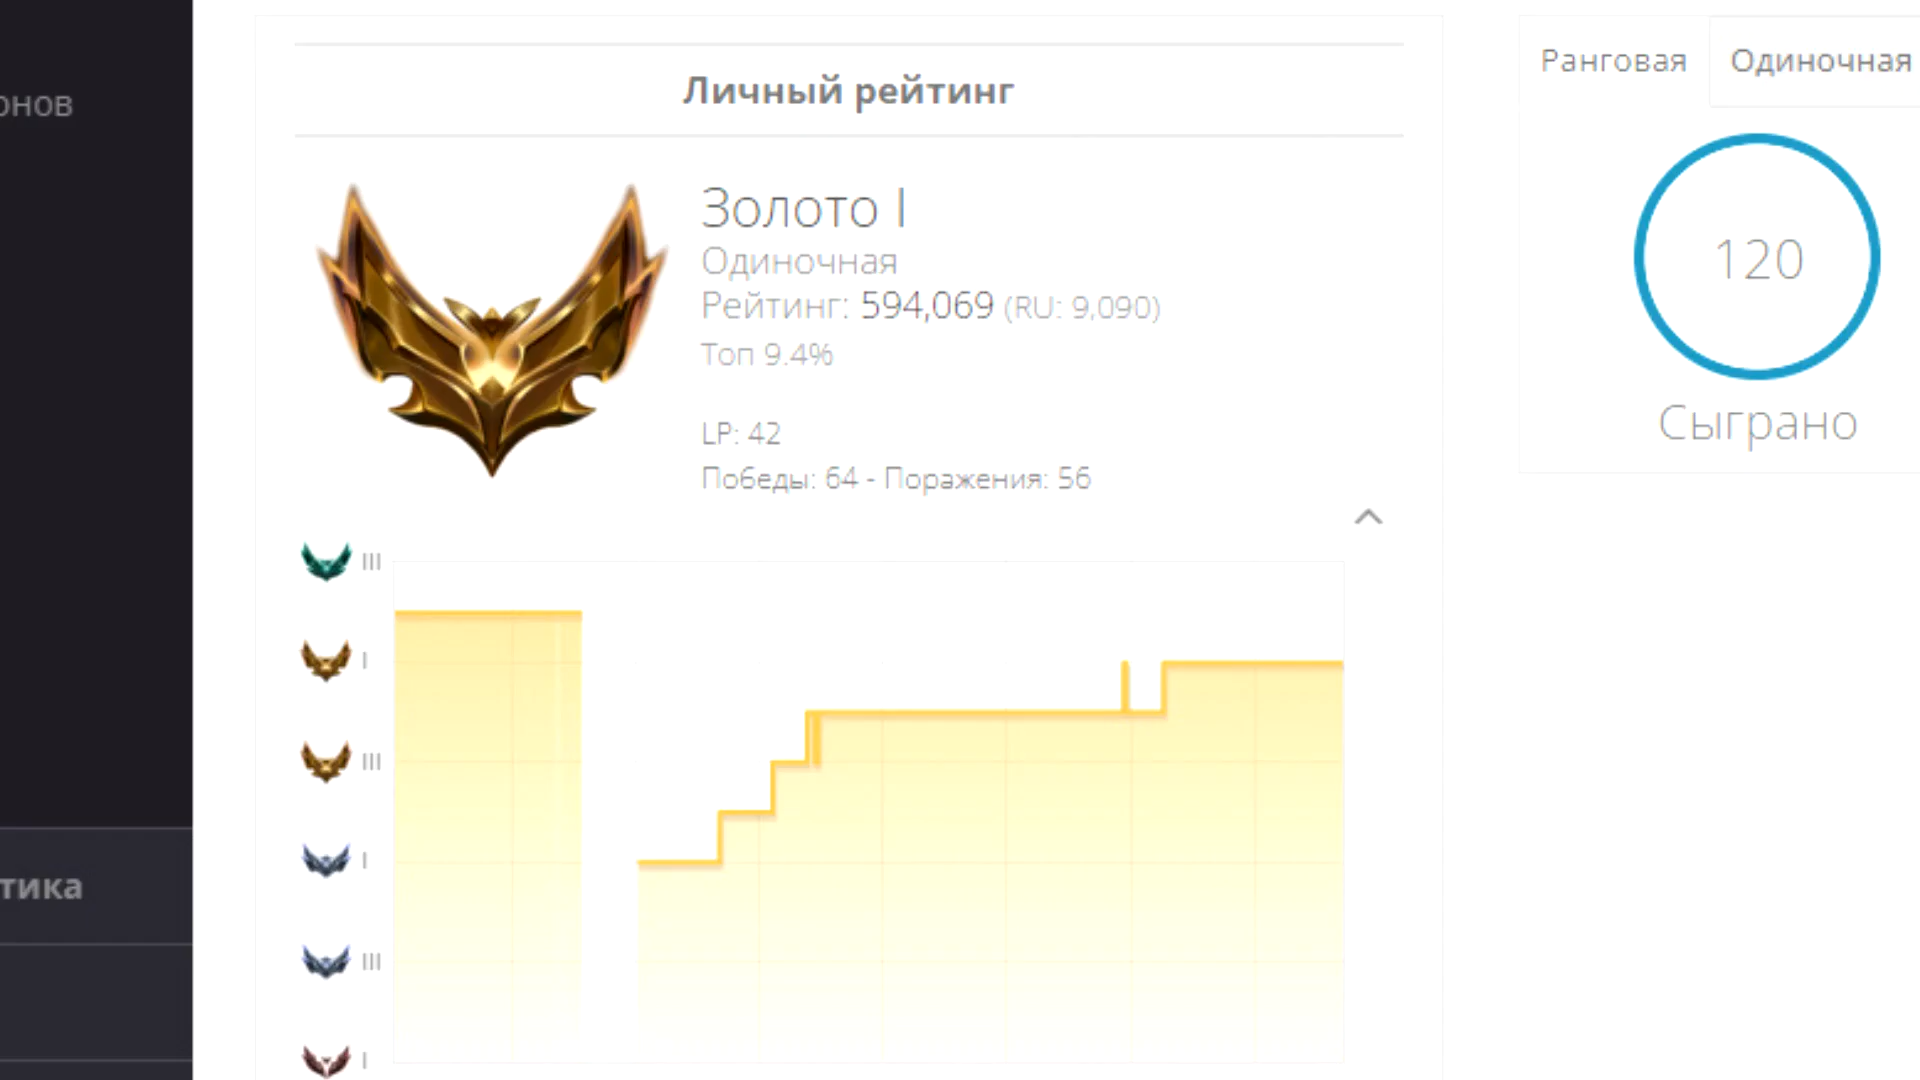 онов
тика
Личный рейтинг
Золото I
Одиночная
Рейтинг: 594,069 (RU: 9,090)
Топ 9.4%
LP: 42
Победы: 64 - Поражения: 56
III
I
III
I
III
I
Ранговая
Одиночная
120
Сыграно